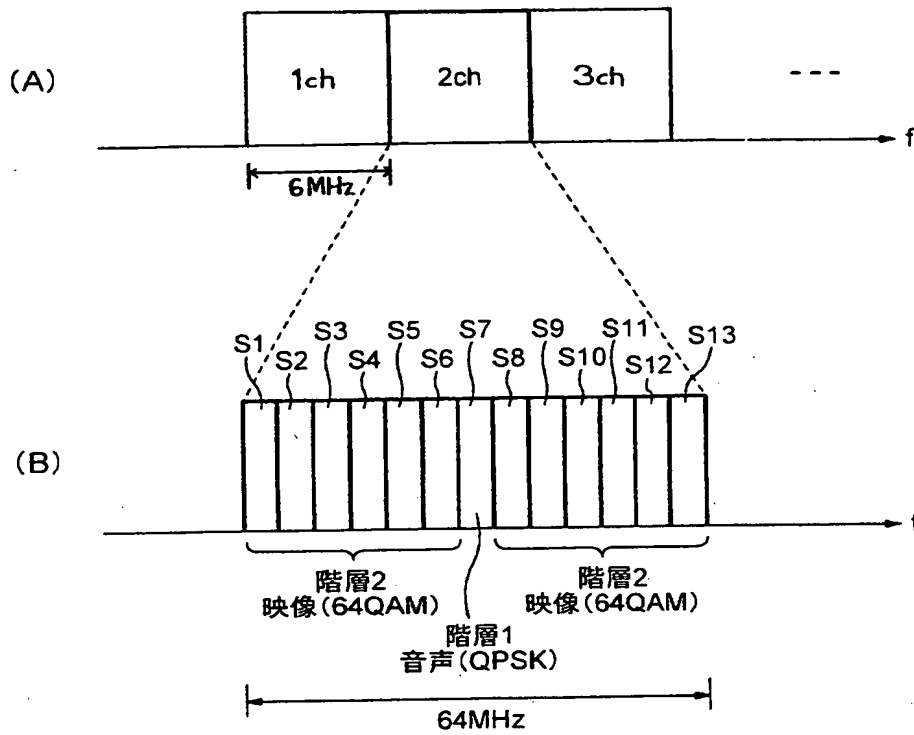 (A)
1ch
2ch
3ch
f
6MHz
S1
S2
S3
S4
S5
S6
S7
S8
S9
S10
S11
S12
S13
(B)
f
階層2
映像(64QAM)
階層2
映像(64QAM)
階層1
音声(QPSK)
64MHz